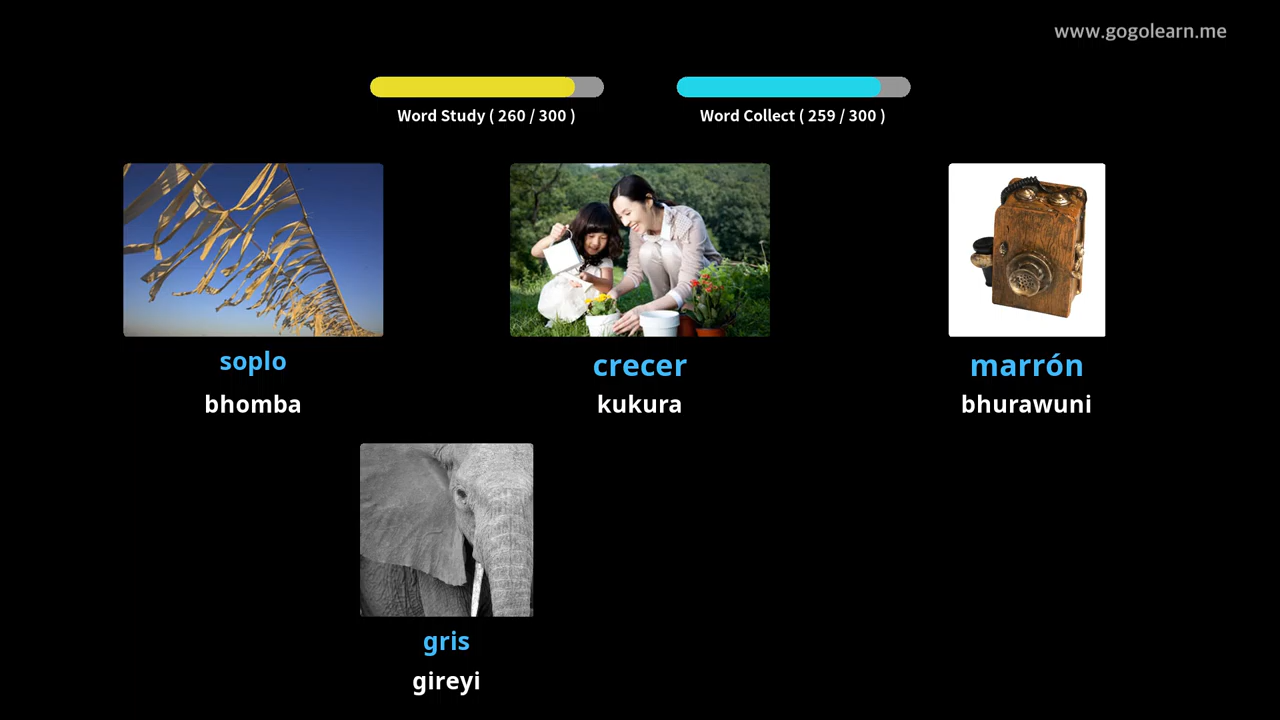 www.gogolearn.me
Word Study ( 260 / 300 )
Word Collect ( 259 / 300 )
soplo
bhomba
crecer
kukura
marrón
bhurawuni
gris
gireyi